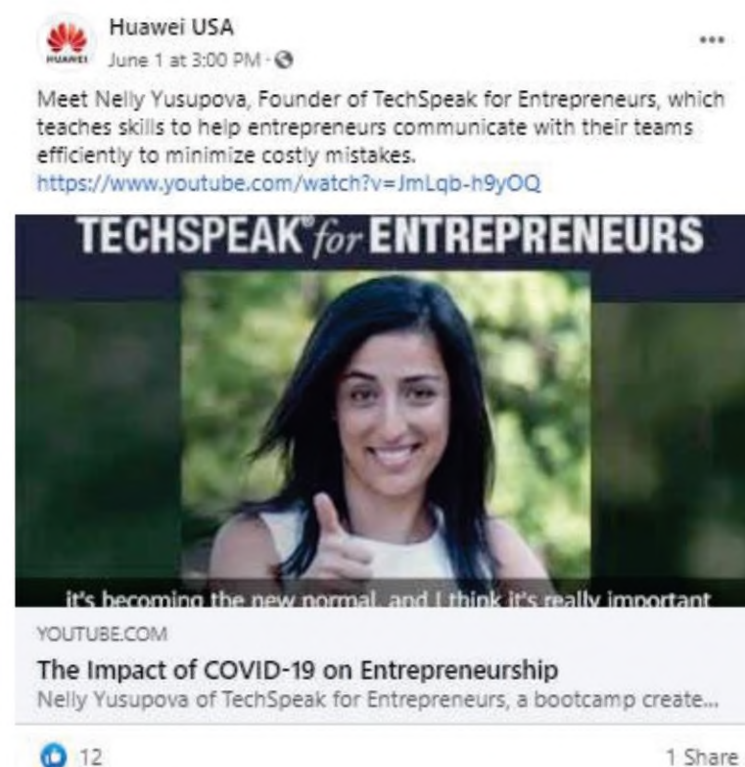 Huawei USA
HUAWEI
June 1 at 3:00 PM ·
Meet Nelly Yusupova, Founder of TechSpeak for Entrepreneurs, which
teaches skills to help entrepreneurs communicate with their teams
efficiently to minimize costly mistakes.
https://www.youtube.com/watch?v=JmLqb-h9yOQ
TECHSPEAK® for ENTREPRENEURS
it's becoming the new normal, and I think it's really important
YOUTUBE.COM
The Impact of COVID-19 on Entrepreneurship
Nelly Yusupova of TechSpeak for Entrepreneurs, a bootcamp create...
12
1 Share